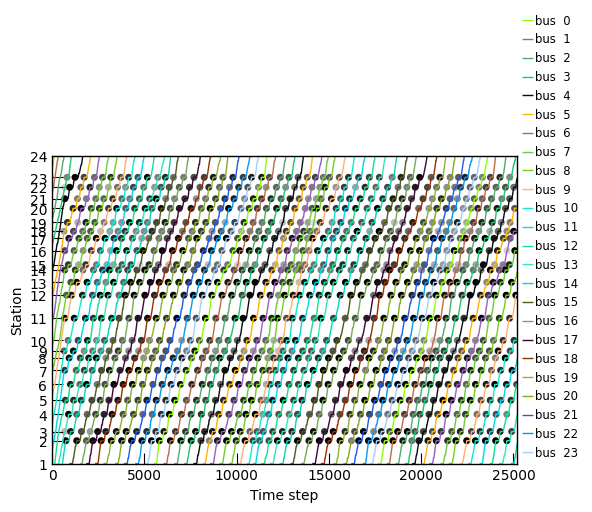 bus 0
bus 1
bus 2
bus 3
bus 4
bus 5
bus 6
bus 7
bus 8
bus 9
bus 10
bus 11
bus 12
bus 13
bus 14
bus 15
bus 16
bus 17
bus 18
bus 19
bus 20
bus 21
bus 22
bus 23
24
23
22
21
20
19
18
17
16
15
13
12
11
10
9
8
7
6
5
4
3
2
1
Station
0 5000 10000 15000 20000 25000
Time step